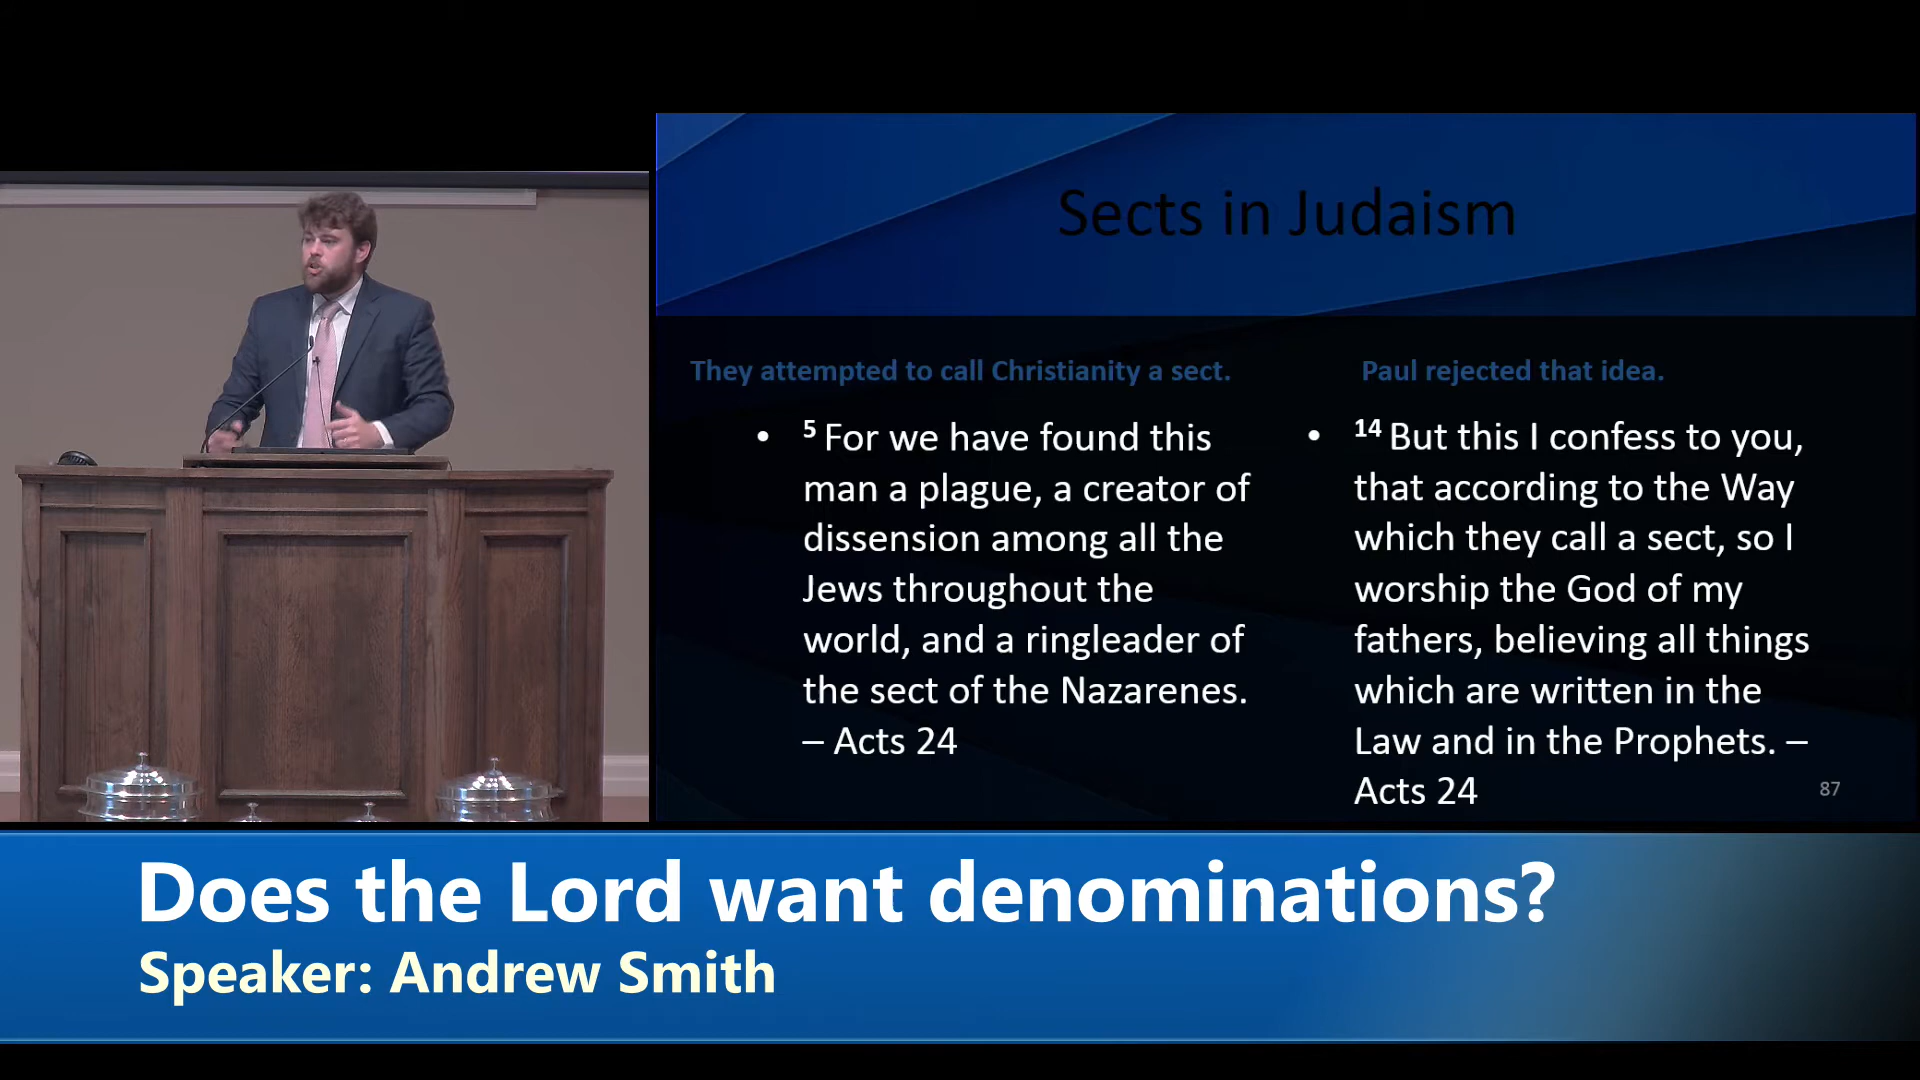 Sects in Judaism
They attempted to call Christianity a sect.
• ⁵ For we have found this
man a plague, a creator of
dissension among all the
Jews throughout the
world, and a ringleader of
the sect of the Nazarenes.
– Acts 24
Paul rejected that idea.
• ¹⁴ But this I confess to you,
that according to the Way
which they call a sect, so I
worship the God of my
fathers, believing all things
which are written in the
Law and in the Prophets. –
Acts 24
87
Does the Lord want denominations?
Speaker: Andrew Smith